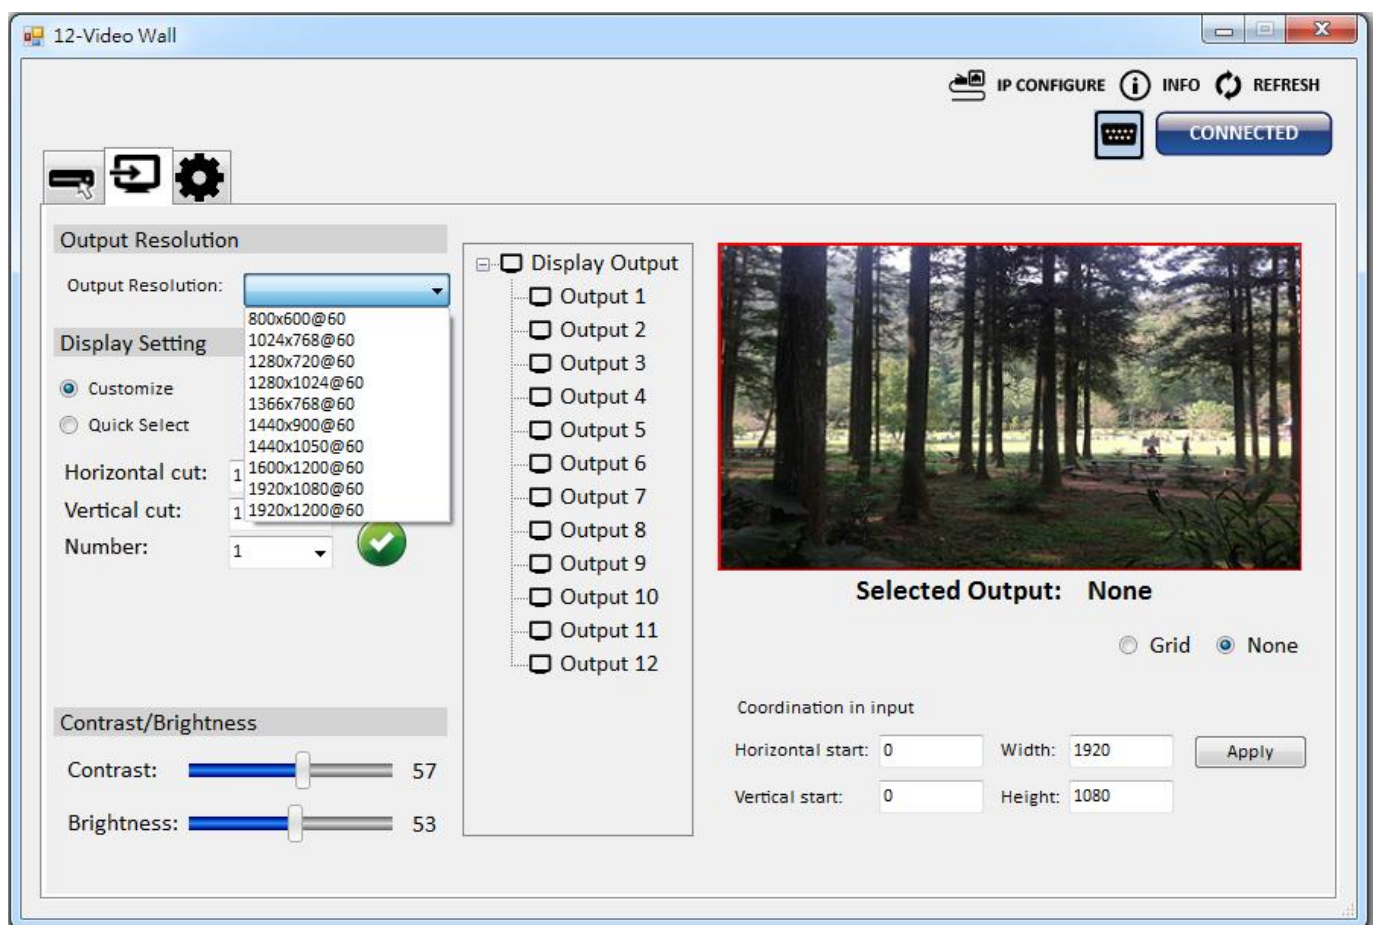 12-Video Wall
IP CONFIGURE
INFO
REFRESH
CONNECTED
Output Resolution
Output Resolution:
800x600@60
1024x768@60
1280x720@60
1280x1024@60
1366x768@60
1440x900@60
1440x1050@60
1600x1200@60
1920x1080@60
1920x1200@60
Display Setting
Customize
Quick Select
Horizontal cut: 1
Vertical cut: 1
Number: 1
Contrast/Brightness
Contrast: 57
Brightness: 53
Display Output
Output 1
Output 2
Output 3
Output 4
Output 5
Output 6
Output 7
Output 8
Output 9
Output 10
Output 11
Output 12
Selected Output: None
Grid None
Coordination in input
Horizontal start: 0 Width: 1920 Apply
Vertical start: 0 Height: 1080